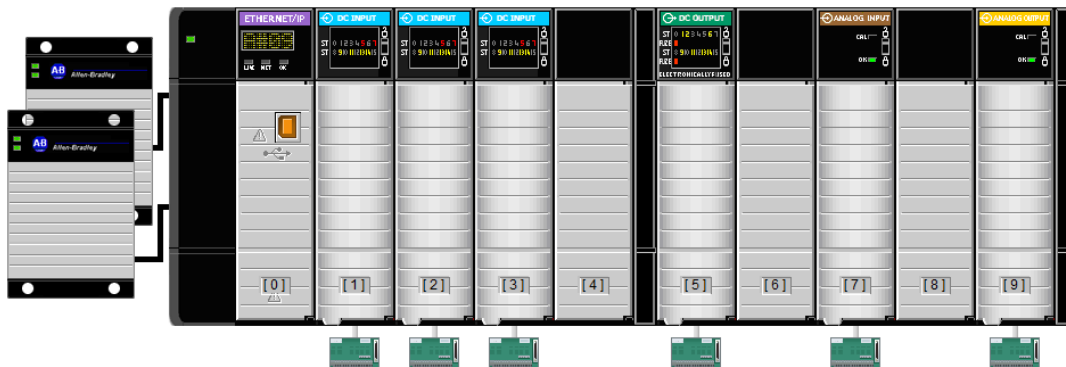 AB Allen-Bradley
AB Allen-Bradley
ETHERNET/IP
LINK NET OK
DC INPUT
ST 0 1 2 3 4 5 6 7
ST 8 9 10 11 12 13 14 15
DC INPUT
ST 0 1 2 3 4 5 6 7
ST 8 9 10 11 12 13 14 15
DC INPUT
ST 0 1 2 3 4 5 6 7
ST 8 9 10 11 12 13 14 15
DC OUTPUT
ST 0 1 2 3 4 5 6 7
FUZE
ST 8 9 10 11 12 13 14 15
FUZE
ELECTRONICALLY FUSED
ANALOG INPUT
CAL
OK
ANALOG OUTPUT
CAL
OK
[0]
[1]
[2]
[3]
[4]
[5]
[6]
[7]
[8]
[9]